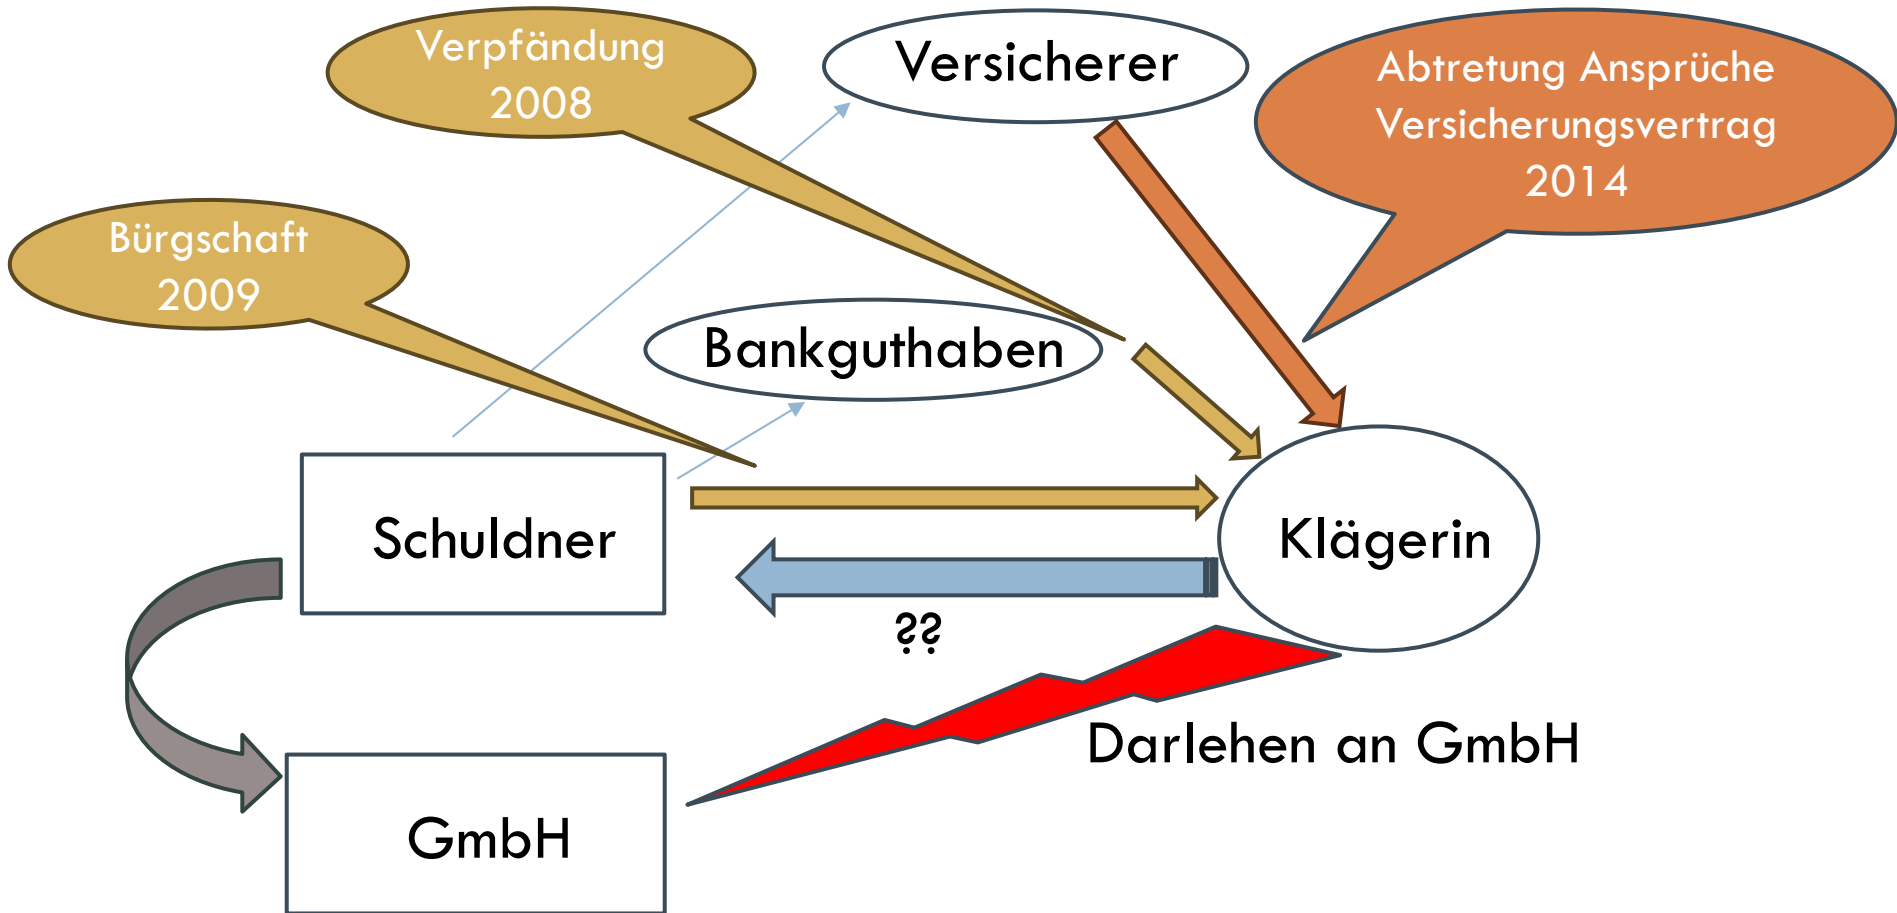 Verpfändung
2008
Versicherer
Abtretung Ansprüche
Versicherungsvertrag
2014
Bürgschaft
2009
Bankguthaben
Schuldner
Klägerin
??
Darlehen an GmbH
GmbH